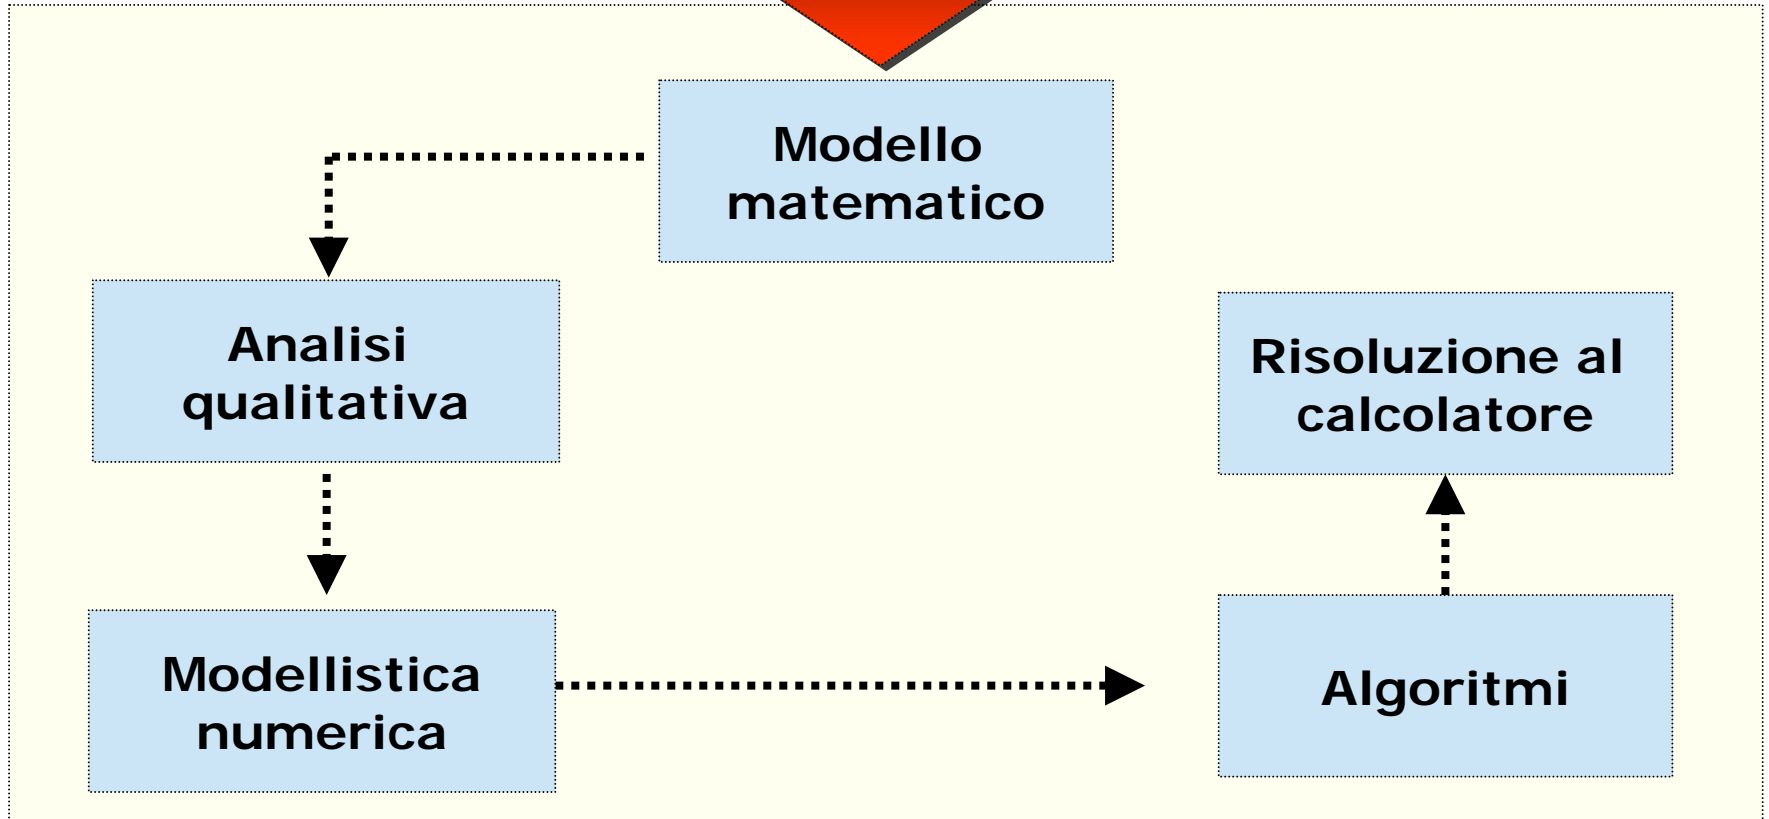 Modello
matematico
Analisi
qualitativa
Risoluzione al
calcolatore
Modellistica
numerica
Algoritmi